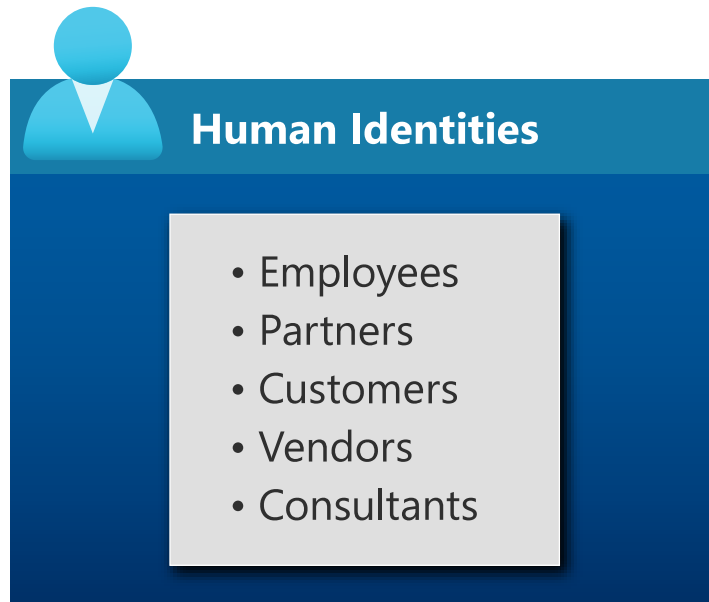 Human Identities
• Employees
• Partners
• Customers
• Vendors
• Consultants